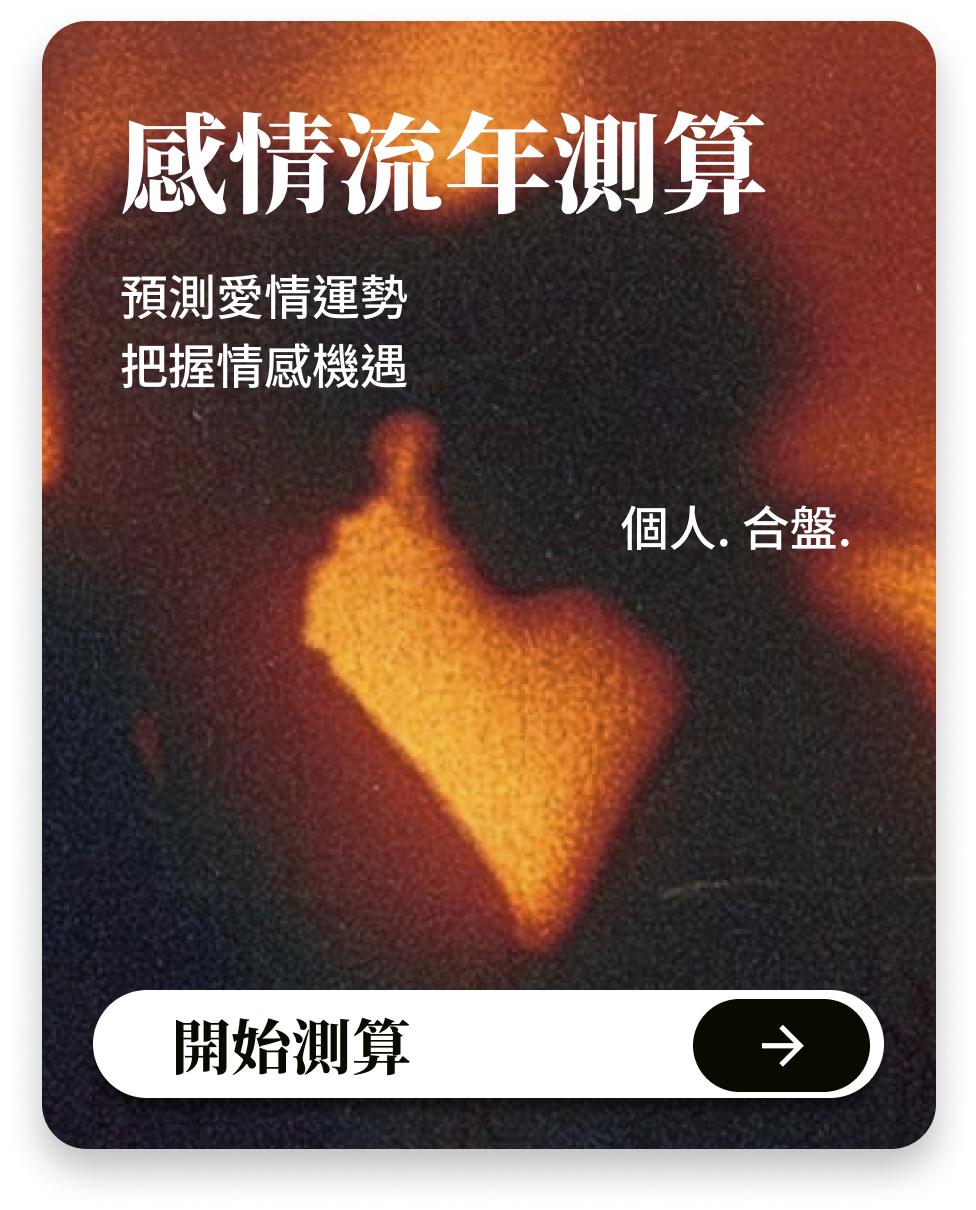 感情流年測算
預測愛情運勢
把握情感機遇
個人. 合盤.
開始測算